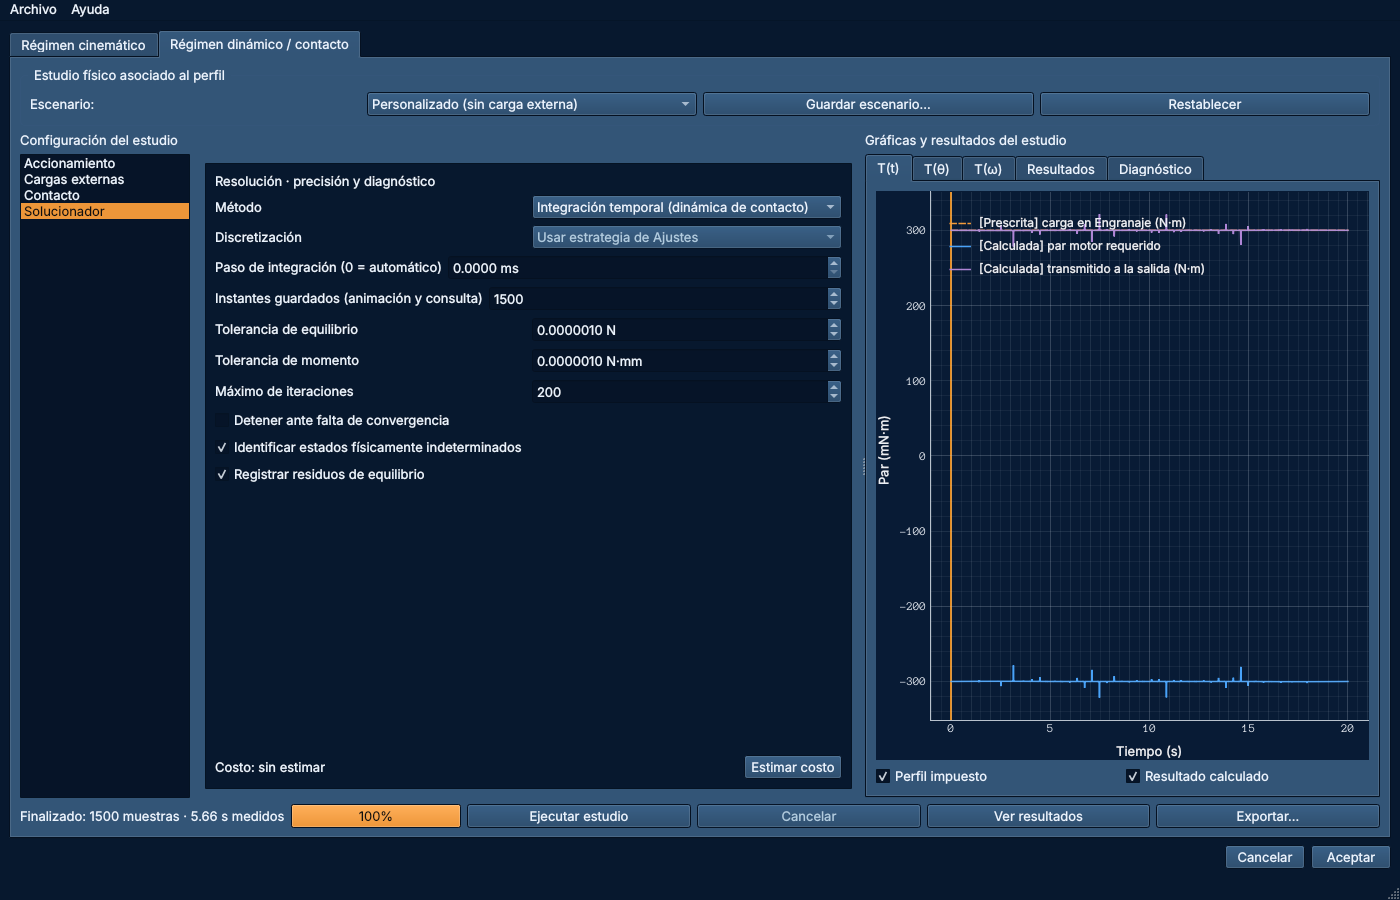 Archivo Ayuda
Régimen cinemático Régimen dinámico / contacto
Estudio físico asociado al perfil
Escenario: Personalizado (sin carga externa) Guardar escenario... Restablecer
Configuración del estudio
Accionamiento
Cargas externas
Contacto
Solucionador
Resolución · precisión y diagnóstico
Método Integración temporal (dinámica de contacto)
Discretización Usar estrategia de Ajustes
Paso de integración (0 = automático) 0.0000 ms
Instantes guardados (animación y consulta) 1500
Tolerancia de equilibrio 0.0000010 N
Tolerancia de momento 0.0000010 N·mm
Máximo de iteraciones 200
Detener ante falta de convergencia
Identificar estados físicamente indeterminados
Registrar residuos de equilibrio
Costo: sin estimar Estimar costo
Gráficas y resultados del estudio
T(t) T(θ) T(ω) Resultados Diagnóstico
[Prescrita] carga en Engranaje (N·m)
[Calculada] par motor requerido
[Calculada] transmitido a la salida (N·m)
300
200
100
0
-100
-200
-300
Par (mN·m)
0 5 10 15 20
Tiempo (s)
Perfil impuesto Resultado calculado
Finalizado: 1500 muestras · 5.66 s medidos 100% Ejecutar estudio Cancelar Ver resultados Exportar...
Cancelar Aceptar